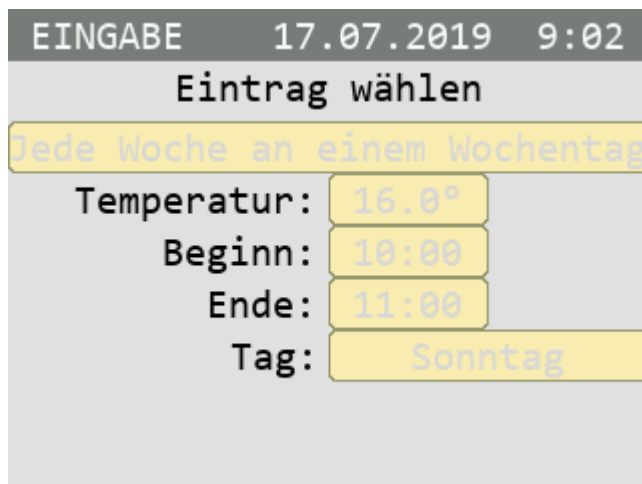 EINGABE 17.07.2019 9:02
Eintrag wählen
Jede Woche an einem Wochentag
Temperatur: 16.0°
Beginn: 10:00
Ende: 11:00
Tag: Sonntag